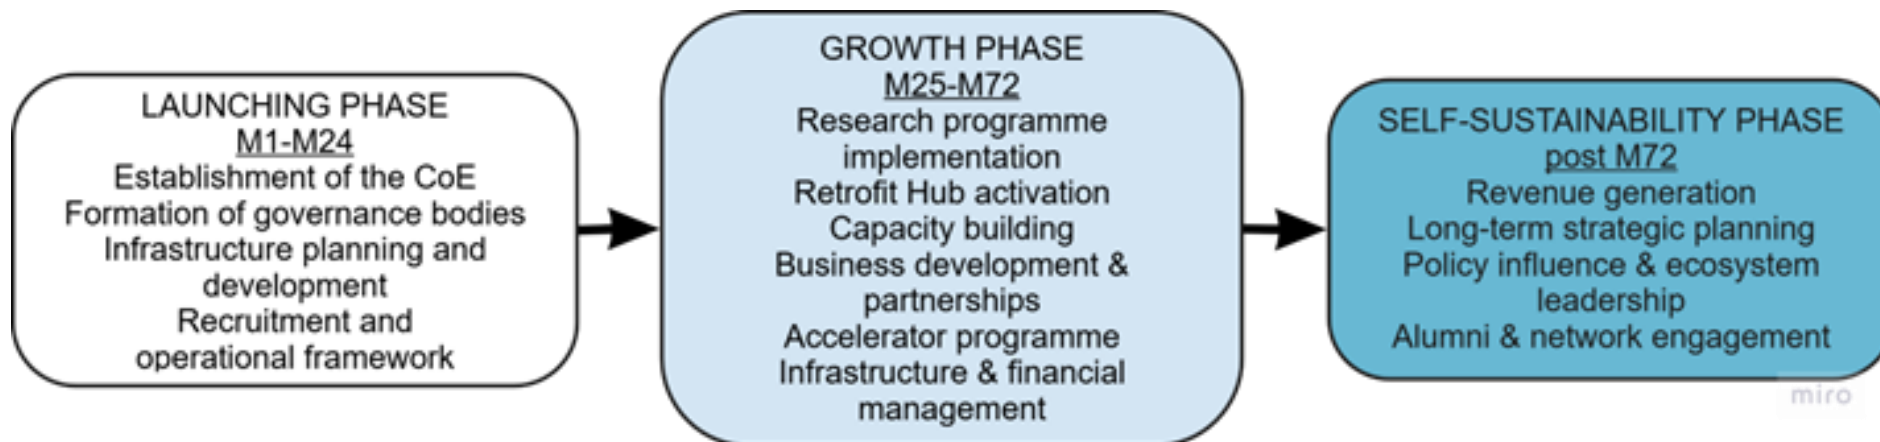 LAUNCHING PHASE
M1-M24
Establishment of the CoE
Formation of governance bodies
Infrastructure planning and
development
Recruitment and
operational framework
GROWTH PHASE
M25-M72
Research programme
implementation
Retrofit Hub activation
Capacity building
Business development &
partnerships
Accelerator programme
Infrastructure & financial
management
SELF-SUSTAINABILITY PHASE
post M72
Revenue generation
Long-term strategic planning
Policy influence & ecosystem
leadership
Alumni & network engagement
miro